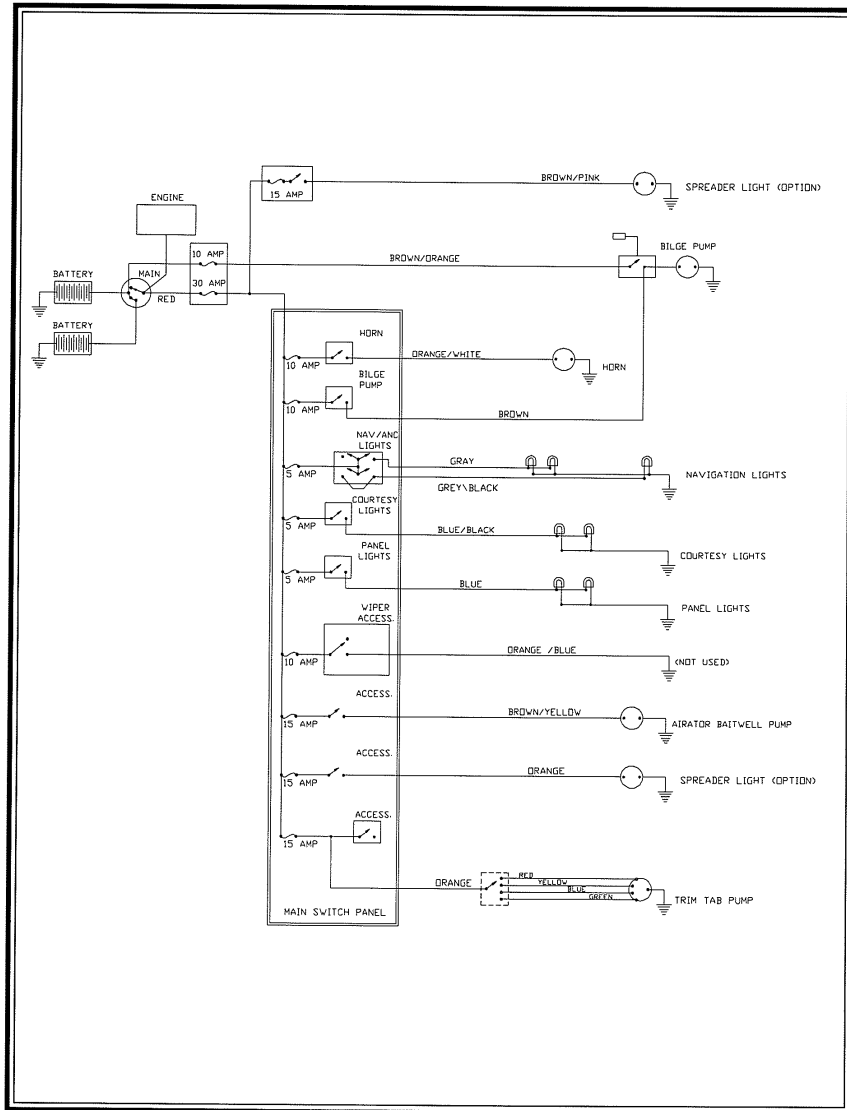 BROWN/PINK
15 AMP
SPREADER LIGHT (OPTION)
ENGINE
10 AMP
BROWN/ORANGE
BILGE PUMP
BATTERY
MAIN
30 AMP
RED
BATTERY
HORN
ORANGE/WHITE
10 AMP
HORN
BILGE
PUMP
10 AMP
BROWN
NAV/ANC
LIGHTS
GRAY
5 AMP
NAVIGATION LIGHTS
GREY\BLACK
COURTESY
LIGHTS
5 AMP
BLUE/BLACK
COURTESY LIGHTS
PANEL
LIGHTS
5 AMP
BLUE
PANEL LIGHTS
WIPER
ACCESS.
10 AMP
ORANGE /BLUE
(NOT USED)
ACCESS.
15 AMP
BROWN/YELLOW
AIRATOR BAITWELL PUMP
ACCESS.
15 AMP
ORANGE
SPREADER LIGHT (OPTION)
ACCESS.
15 AMP
ORANGE
RED
YELLOW
BLUE
GREEN
TRIM TAB PUMP
MAIN SWITCH PANEL